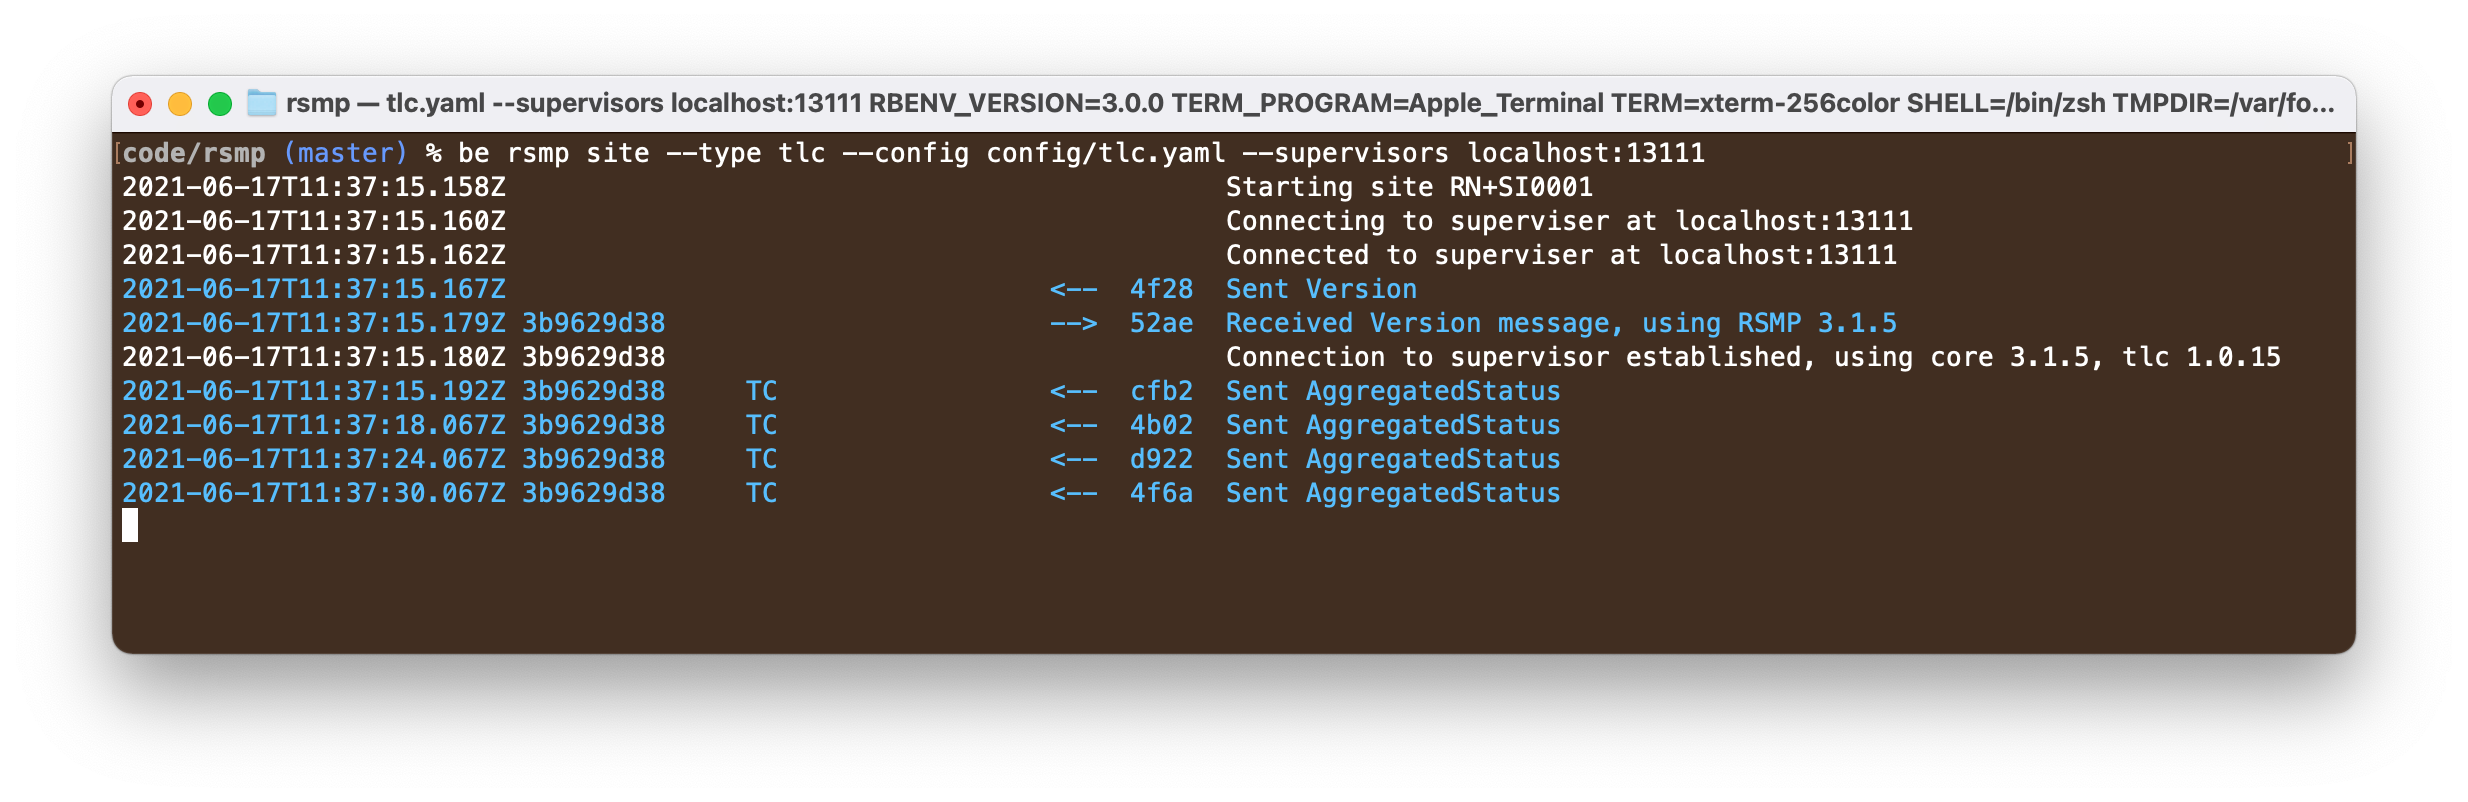 rsmp — tlc.yaml --supervisors localhost:13111 RBENV_VERSION=3.0.0 TERM_PROGRAM=Apple_Terminal TERM=xterm-256color SHELL=/bin/zsh TMPDIR=/var/fo...
[code/rsmp (master) % be rsmp site --type tlc --config config/tlc.yaml --supervisors localhost:13111 ]
2021-06-17T11:37:15.158Z Starting site RN+SI0001
2021-06-17T11:37:15.160Z Connecting to superviser at localhost:13111
2021-06-17T11:37:15.162Z Connected to superviser at localhost:13111
2021-06-17T11:37:15.167Z <-- 4f28 Sent Version
2021-06-17T11:37:15.179Z 3b9629d38 --> 52ae Received Version message, using RSMP 3.1.5
2021-06-17T11:37:15.180Z 3b9629d38 Connection to supervisor established, using core 3.1.5, tlc 1.0.15
2021-06-17T11:37:15.192Z 3b9629d38 TC <-- cfb2 Sent AggregatedStatus
2021-06-17T11:37:18.067Z 3b9629d38 TC <-- 4b02 Sent AggregatedStatus
2021-06-17T11:37:24.067Z 3b9629d38 TC <-- d922 Sent AggregatedStatus
2021-06-17T11:37:30.067Z 3b9629d38 TC <-- 4f6a Sent AggregatedStatus